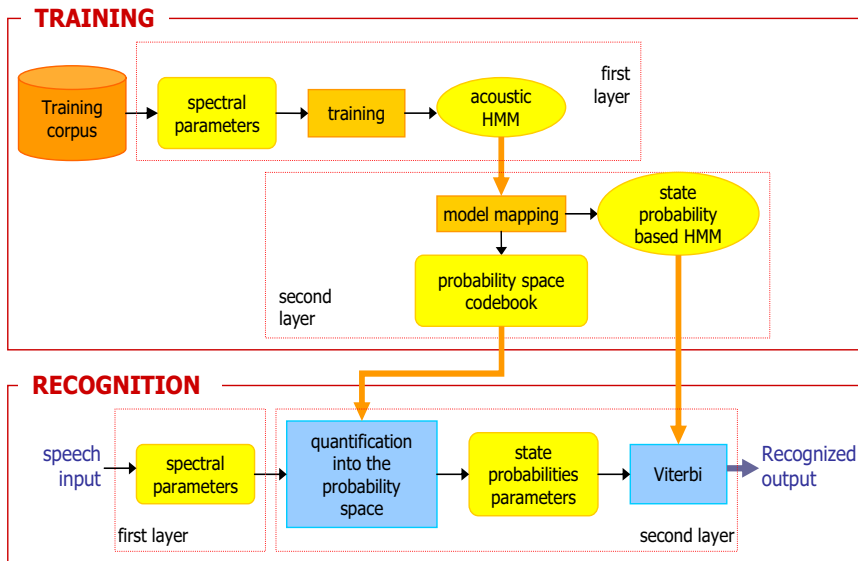 TRAINING
first
layer
Training
corpus
spectral
parameters
training
acoustic
HMM
model mapping
state
probability
based HMM
second
layer
probability space
codebook
RECOGNITION
speech
input
spectral
parameters
first layer
quantification
into the
probability
space
state
probabilities
parameters
Viterbi
Recognized
output
second layer